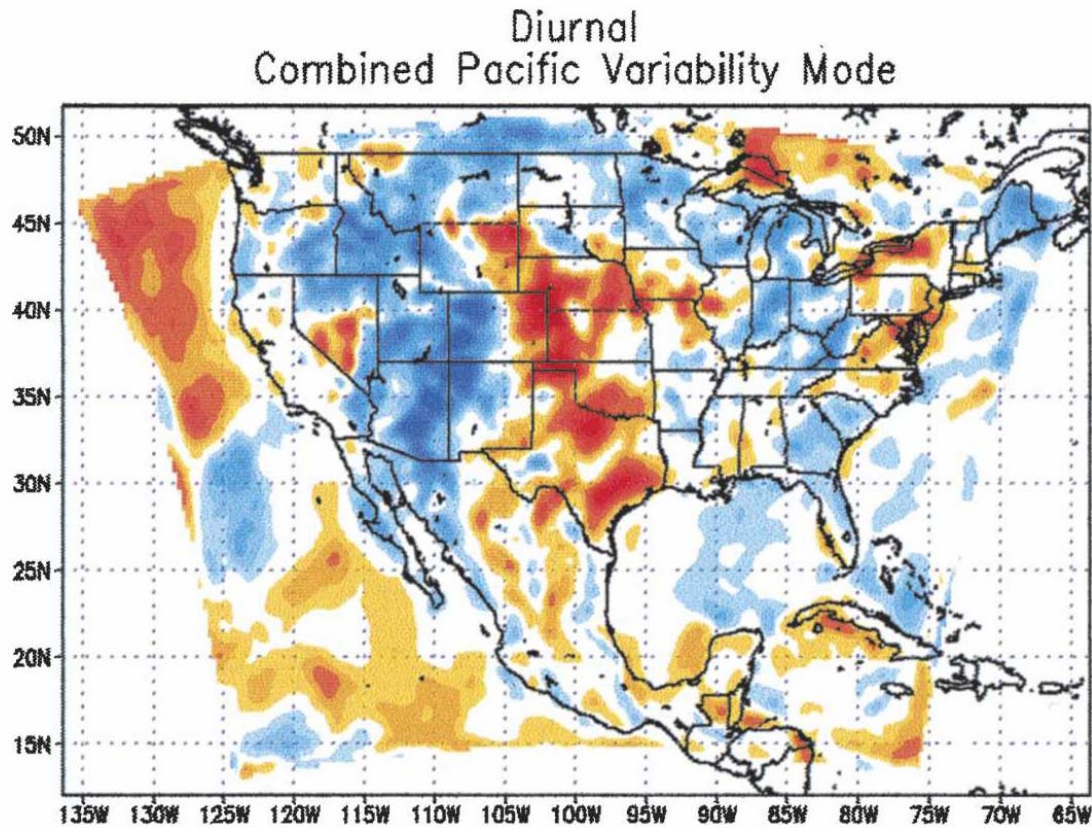 Diurnal
Combined Pacific Variability Mode
50N
45N
40N
35N
30N
25N
20N
15N
135W 130W 125W 120W 115W 110W 105W 100W 95W 90W 85W 80W 75W 70W 65W